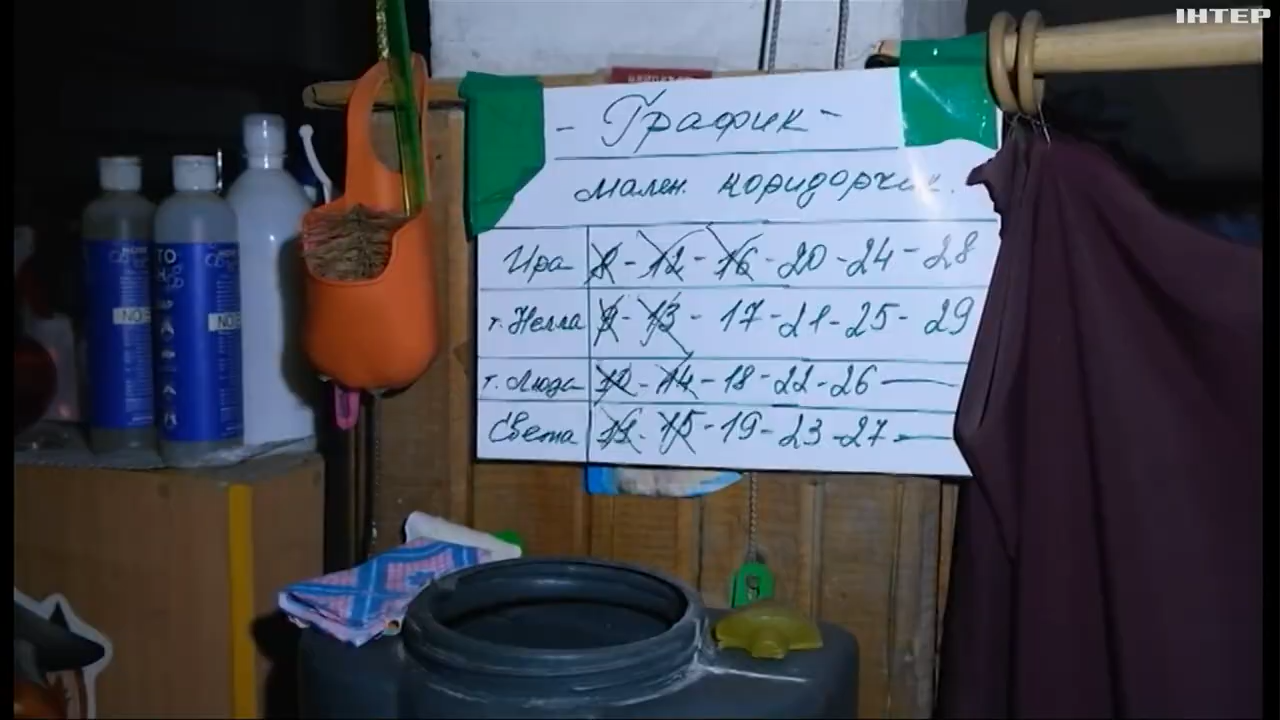 ІНТЕР
- График -
мален. коридорчик.
Ира 8 - 12 - 16 - 20 - 24 - 28
т. Нелла 9 - 13 - 17 - 21 - 25 - 29
т. Люда 10 - 14 - 18 - 22 - 26 —
Света 11 - 15 - 19 - 23 - 27 —